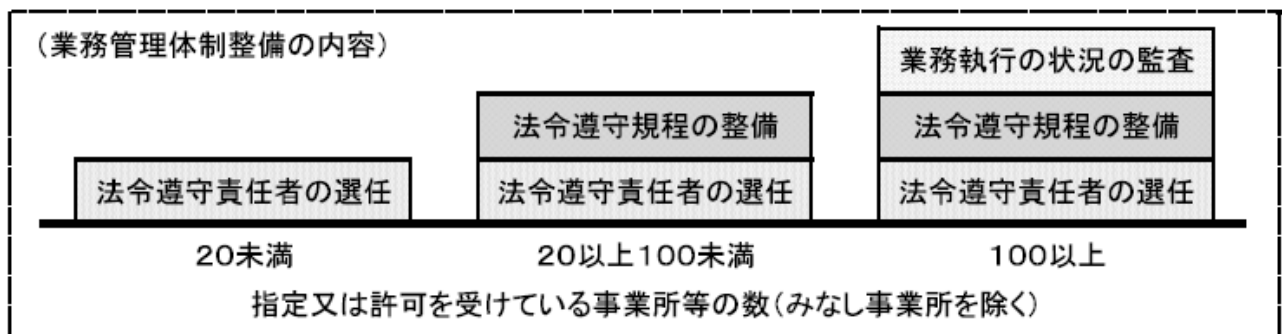 (業務管理体制整備の内容)
業務執行の状況の監査
法令遵守規程の整備
法令遵守規程の整備
法令遵守責任者の選任
法令遵守責任者の選任
法令遵守責任者の選任
20未満
20以上100未満
100以上
指定又は許可を受けている事業所等の数(みなし事業所を除く)